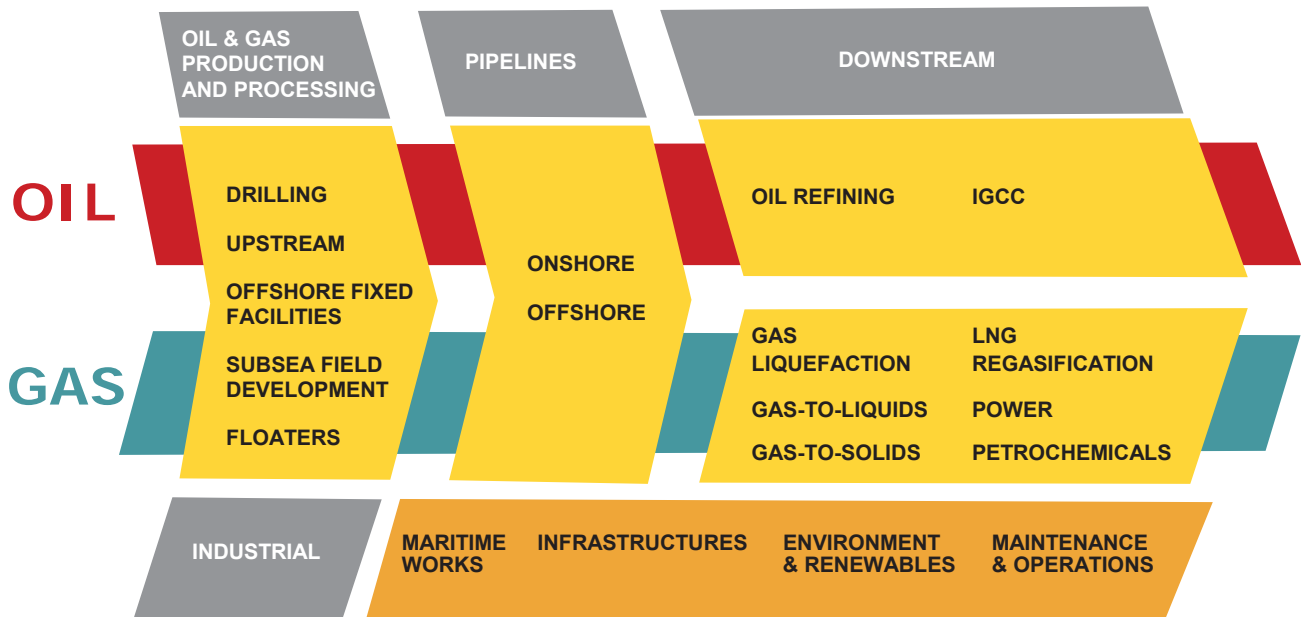 OIL & GAS
PRODUCTION
AND PROCESSING
PIPELINES
DOWNSTREAM
OIL
GAS
DRILLING
UPSTREAM
OFFSHORE FIXED
FACILITIES
SUBSEA FIELD
DEVELOPMENT
FLOATERS
ONSHORE
OFFSHORE
OIL REFINING
IGCC
GAS
LIQUEFACTION
GAS-TO-LIQUIDS
GAS-TO-SOLIDS
LNG
REGASIFICATION
POWER
PETROCHEMICALS
INDUSTRIAL
MARITIME
WORKS
INFRASTRUCTURES
ENVIRONMENT
& RENEWABLES
MAINTENANCE
& OPERATIONS